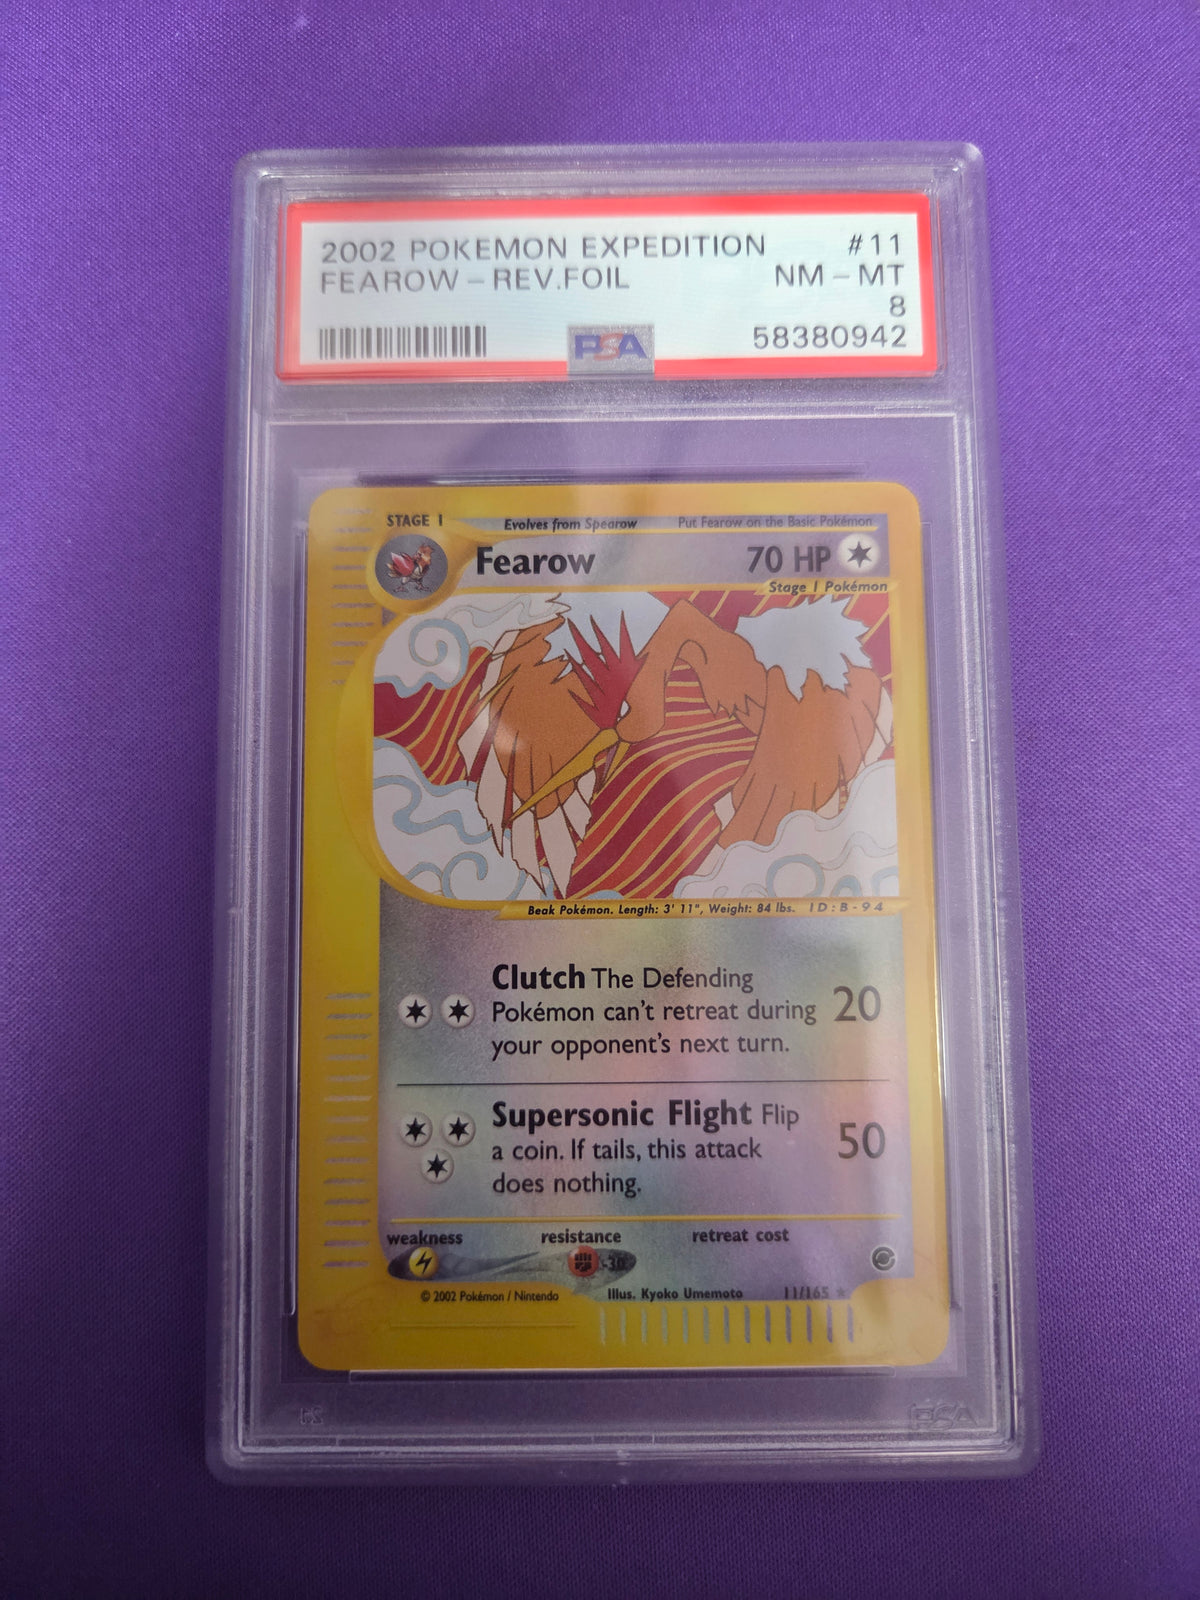 2002 POKEMON EXPEDITION #11
FEAROW - REV.FOIL NM - MT
8
PSA 58380942
STAGE 1 Evolves from Spearow Put Fearow on the Basic Pokémon
Fearow 70 HP
Stage 1 Pokémon
Beak Pokémon. Length: 3' 11", Weight: 84 lbs. ID:B-94
Clutch The Defending
Pokémon can't retreat during 20
your opponent's next turn.
Supersonic Flight Flip
a coin. If tails, this attack 50
does nothing.
weakness resistance retreat cost
-30
© 2002 Pokémon / Nintendo Illus. Kyoko Umemoto 11/165 ★
PSA